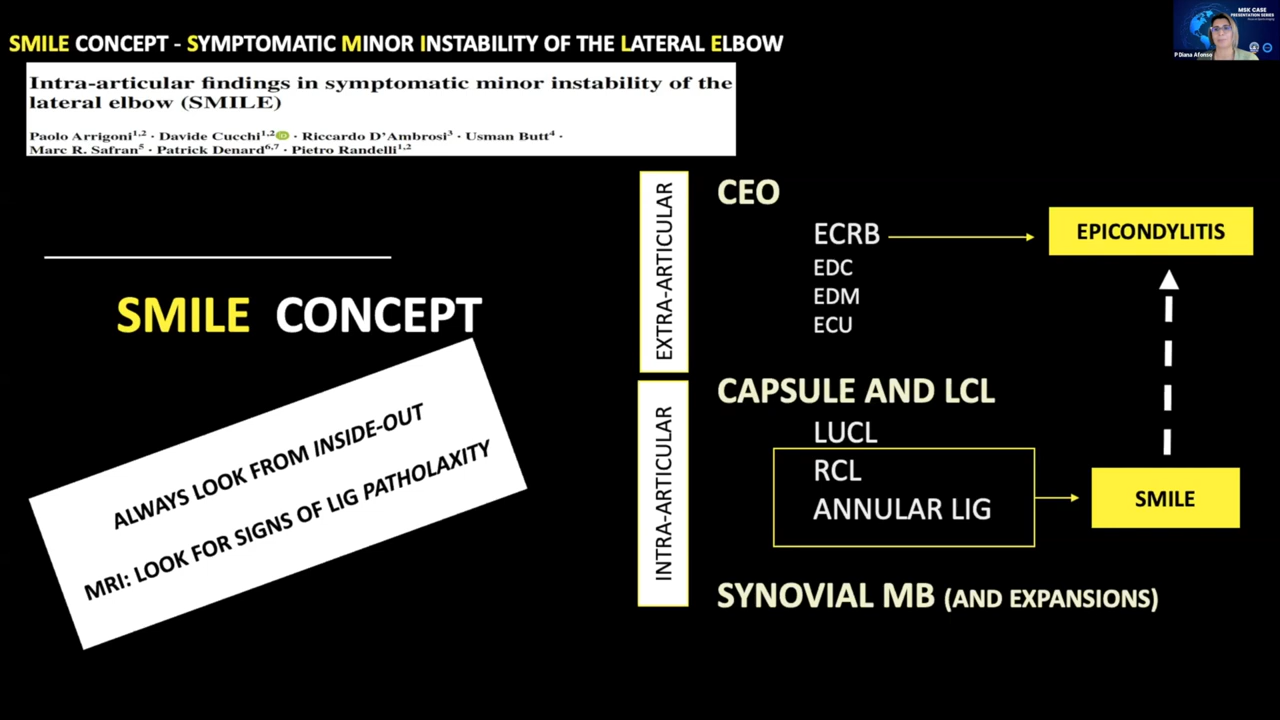 SMILE CONCEPT - SYMPTOMATIC MINOR INSTABILITY OF THE LATERAL ELBOW
Intra-articular findings in symptomatic minor instability of the
lateral elbow (SMILE)
Paolo Arrigoni1,2 · Davide Cucchi1,2 · Riccardo D'Ambrosi3 · Usman Butt4 ·
Marc R. Safran5 · Patrick Denard6,7 · Pietro Randelli1,2
SMILE CONCEPT
ALWAYS LOOK FROM INSIDE-OUT
MRI: LOOK FOR SIGNS OF LIG PATHOLAXITY
EXTRA-ARTICULAR
CEO
ECRB
EDC
EDM
ECU
EPICONDYLITIS
INTRA-ARTICULAR
CAPSULE AND LCL
LUCL
RCL
ANNULAR LIG
SMILE
SYNOVIAL MB (AND EXPANSIONS)
MSK CASE
PRESENTATION SERIES
P Diana Afonso